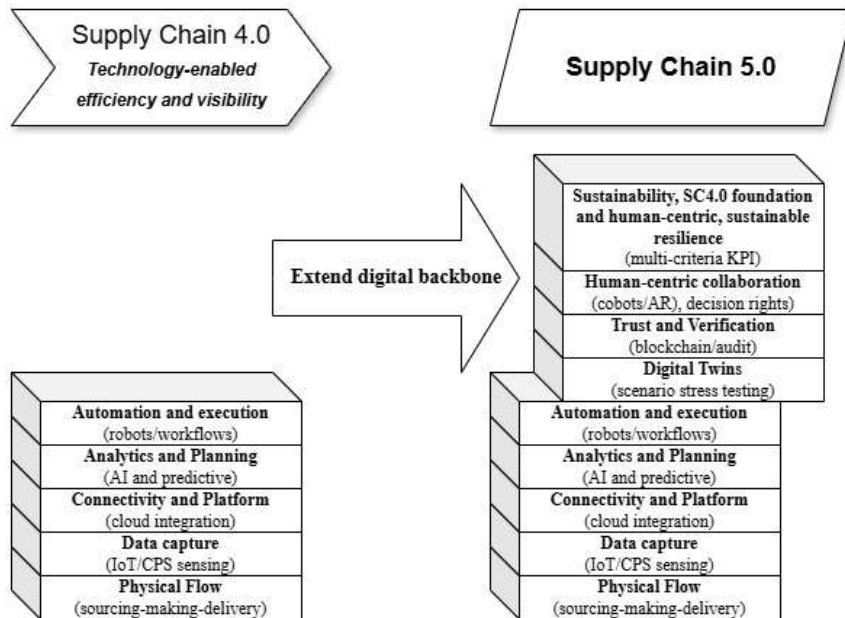 Supply Chain 4.0
Technology-enabled
efficiency and visibility
Supply Chain 5.0
Extend digital backbone
Automation and execution
(robots/workflows)
Analytics and Planning
(AI and predictive)
Connectivity and Platform
(cloud integration)
Data capture
(IoT/CPS sensing)
Physical Flow
(sourcing-making-delivery)
Sustainability, SC4.0 foundation
and human-centric, sustainable
resilience
(multi-criteria KPI)
Human-centric collaboration
(cobots/AR), decision rights)
Trust and Verification
(blockchain/audit)
Digital Twins
(scenario stress testing)
Automation and execution
(robots/workflows)
Analytics and Planning
(AI and predictive)
Connectivity and Platform
(cloud integration)
Data capture
(IoT/CPS sensing)
Physical Flow
(sourcing-making-delivery)